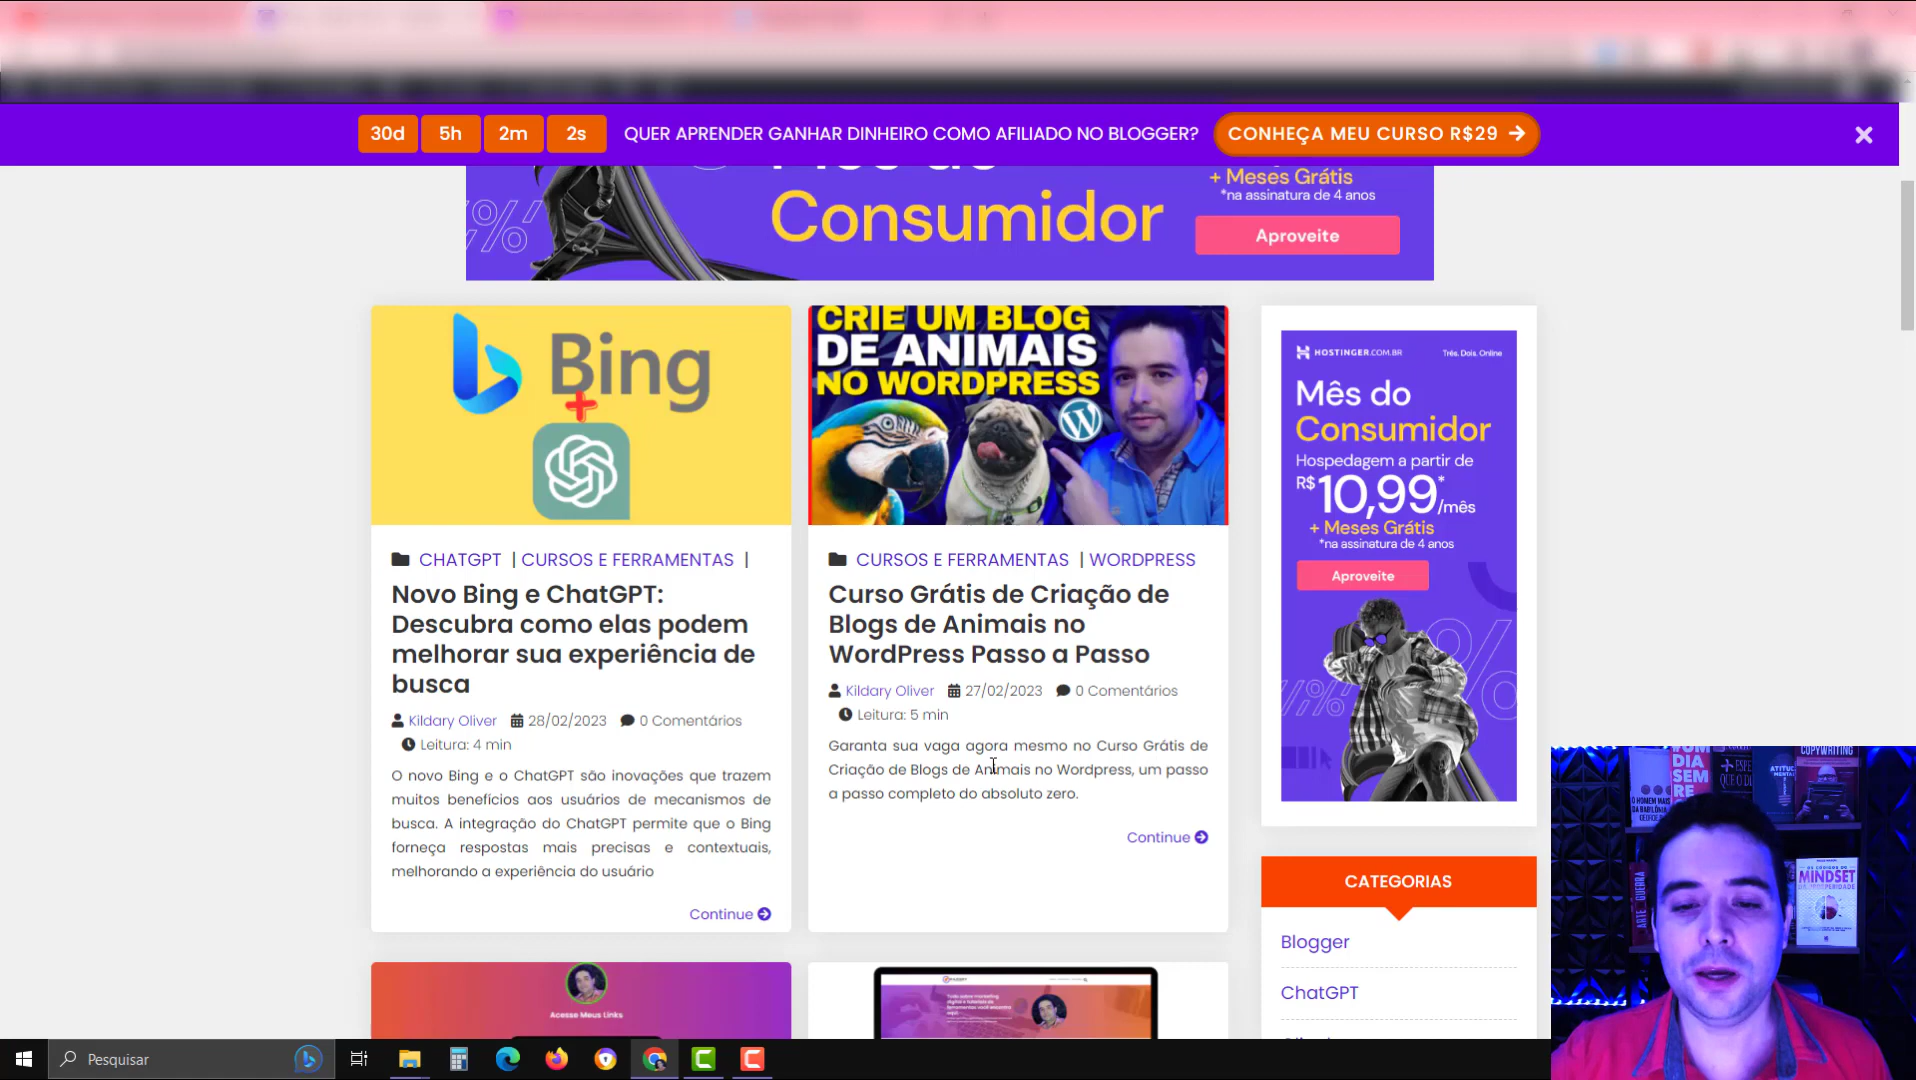 30d 5h 2m 2s QUER APRENDER GANHAR DINHEIRO COMO AFILIADO NO BLOGGER? CONHEÇA MEU CURSO R$29
Consumidor
+ Meses Grátis
*na assinatura de 4 anos
Aproveite
Bing
CHATGPT | CURSOS E FERRAMENTAS |
Novo Bing e ChatGPT:
Descubra como elas podem
melhorar sua experiência de
busca
Kildary Oliver 28/02/2023 0 Comentários
Leitura: 4 min
O novo Bing e o ChatGPT são inovações que trazem
muitos benefícios aos usuários de mecanismos de
busca. A integração do ChatGPT permite que o Bing
forneça respostas mais precisas e contextuais,
melhorando a experiência do usuário
Continue
CRIE UM BLOG
DE ANIMAIS
NO WORDPRESS
CURSOS E FERRAMENTAS | WORDPRESS
Curso Grátis de Criação de
Blogs de Animais no
WordPress Passo a Passo
Kildary Oliver 27/02/2023 0 Comentários
Leitura: 5 min
Garanta sua vaga agora mesmo no Curso Grátis de
Criação de Blogs de Animais no Wordpress, um passo
a passo completo do absoluto zero.
Continue
HOSTINGER.COM.BR Três. Dois. Online
Mês do
Consumidor
Hospedagem a partir de
R$ 10,99* /mês
+ Meses Grátis
*na assinatura de 4 anos
Aproveite
CATEGORIAS
Blogger
ChatGPT
Acesse Meus Links
COPYWRITING
DIA
SEM
MINDSET
ARTE GUERRA
Pesquisar